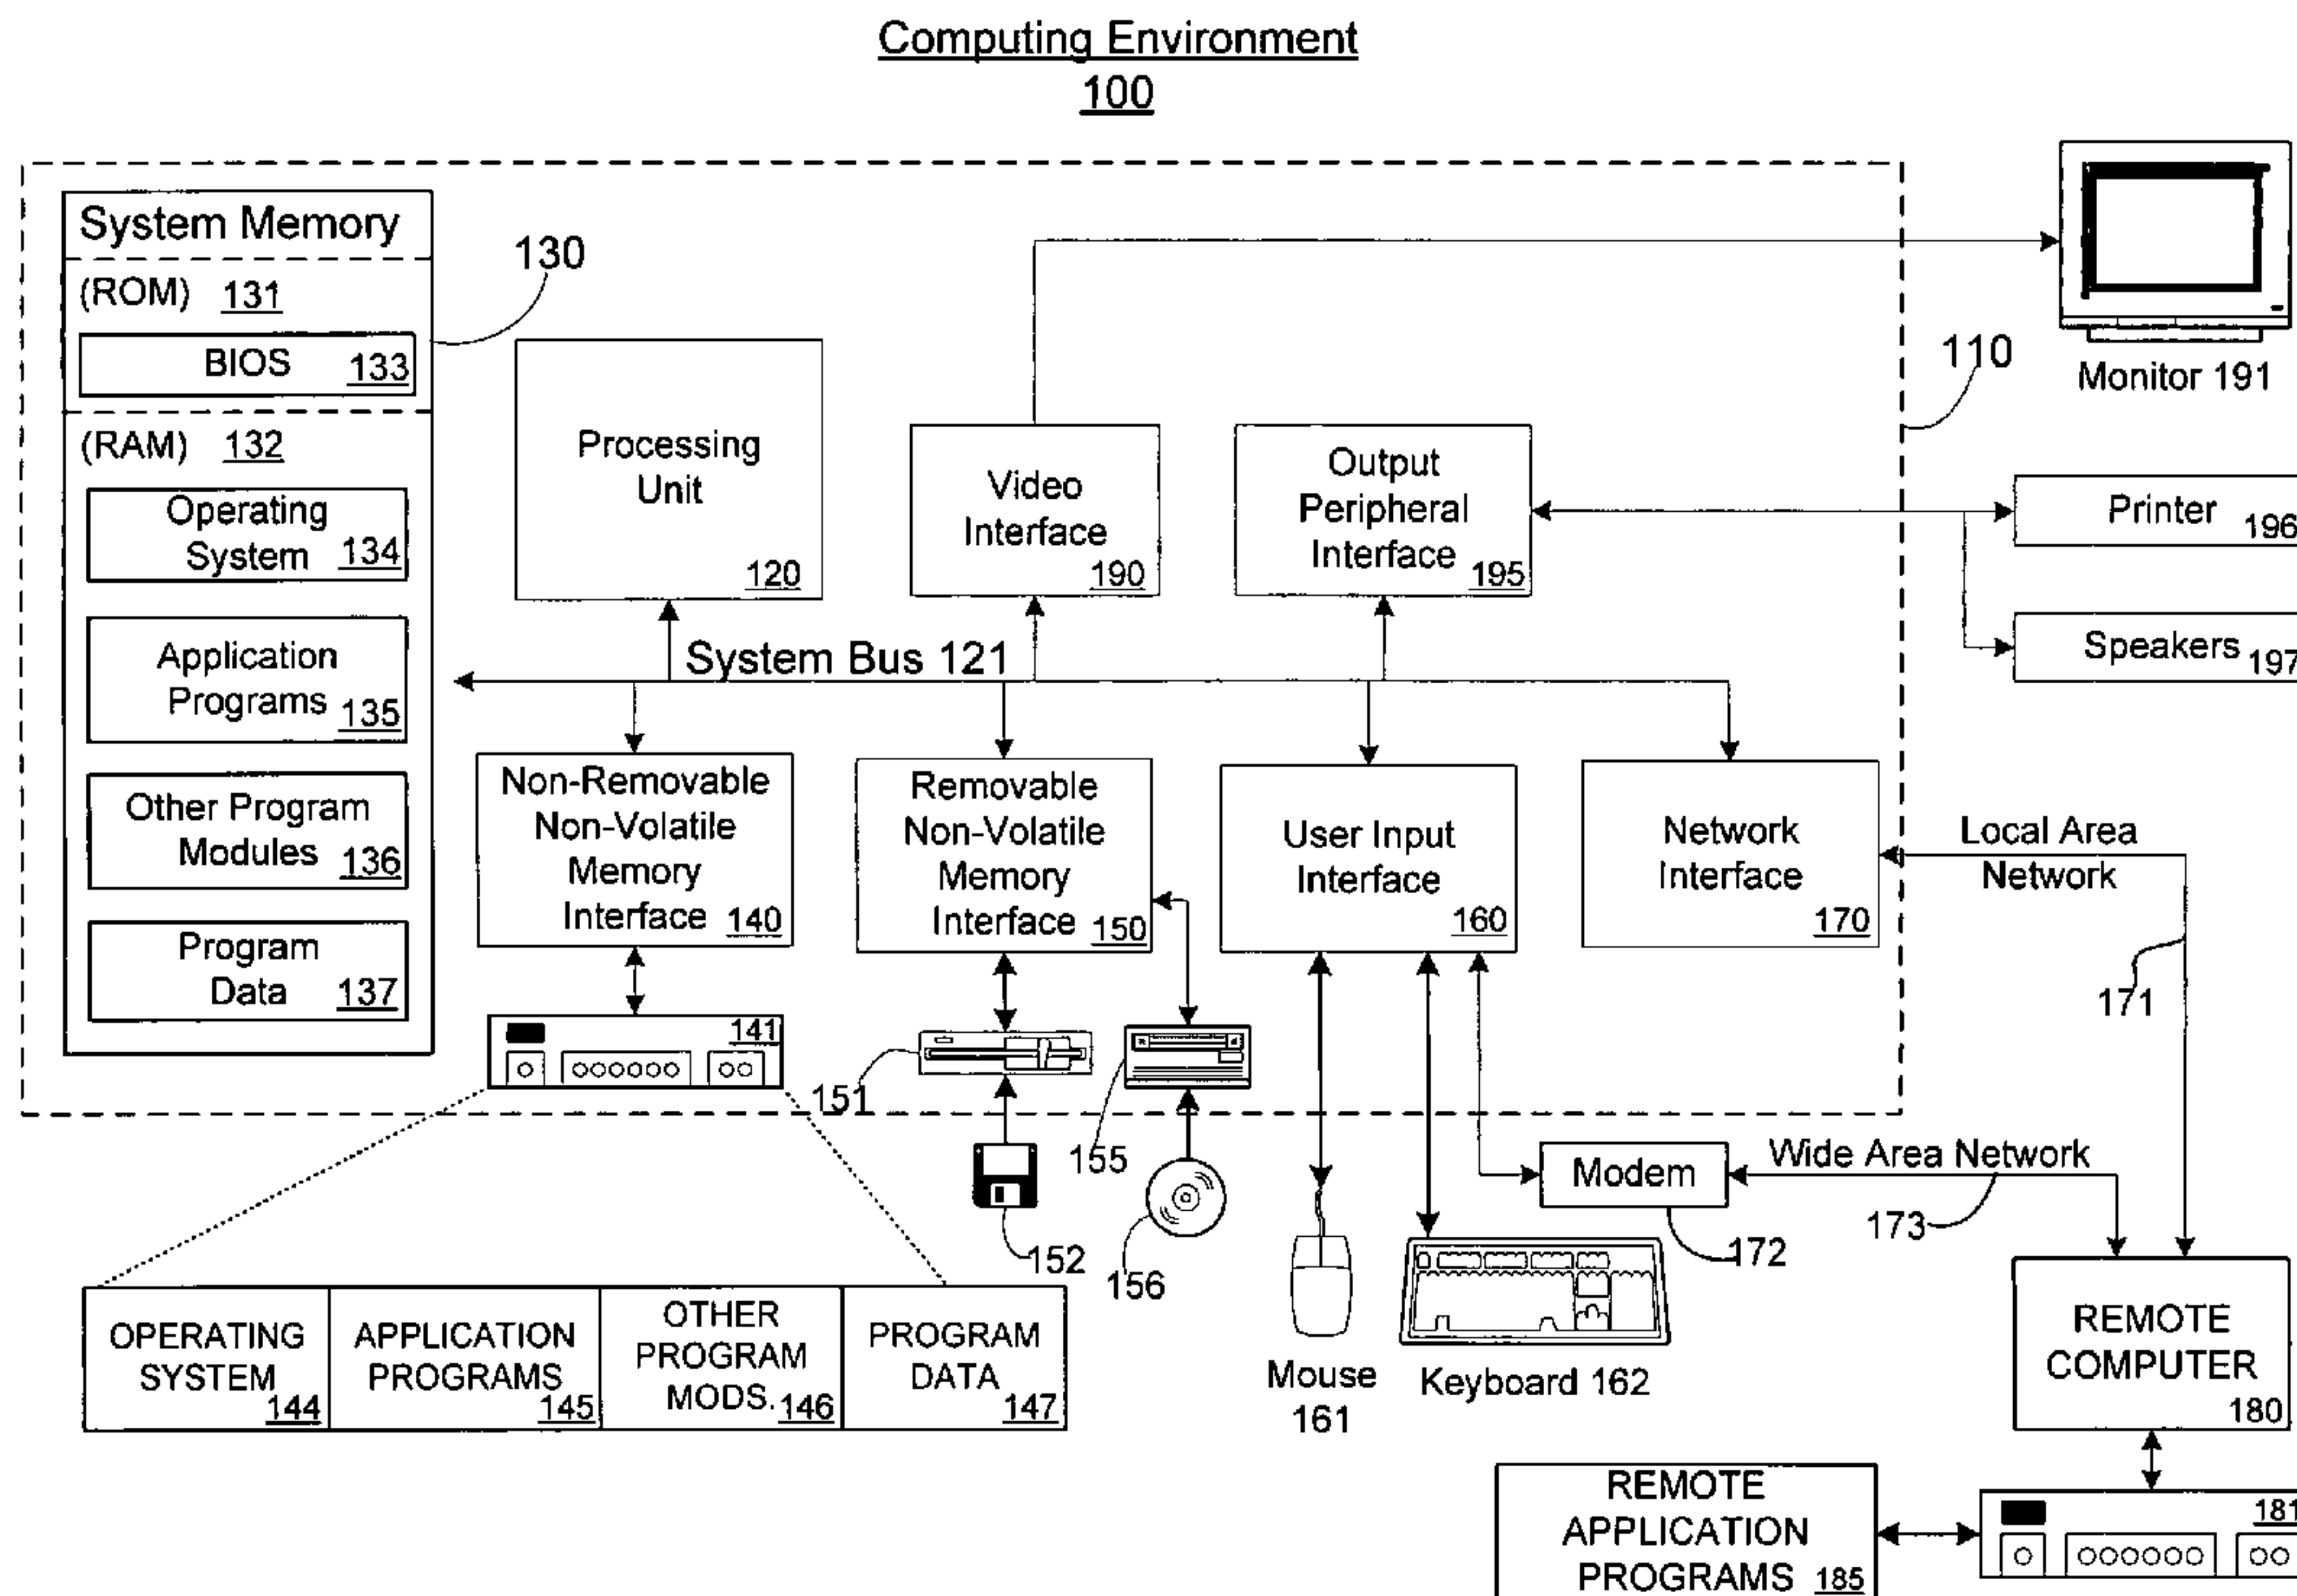 Computing Environment
100
System Memory
(ROM) 131
BIOS 133
(RAM) 132
Operating
System 134
Application
Programs 135
Other Program
Modules 136
Program
Data 137
130
Processing
Unit
120
Video
Interface
190
Output
Peripheral
Interface 195
110
Monitor 191
Printer 196
Speakers 197
System Bus 121
Non-Removable
Non-Volatile
Memory
Interface 140
Removable
Non-Volatile
Memory
Interface 150
User Input
Interface
160
Network
Interface
170
Local Area
Network
171
141
151
155
152
156
Modem
172
Wide Area Network
173
OPERATING
SYSTEM 144
APPLICATION
PROGRAMS 145
OTHER
PROGRAM
MODS. 146
PROGRAM
DATA 147
Mouse
161
Keyboard 162
REMOTE
COMPUTER
180
REMOTE
APPLICATION
PROGRAMS 185
181